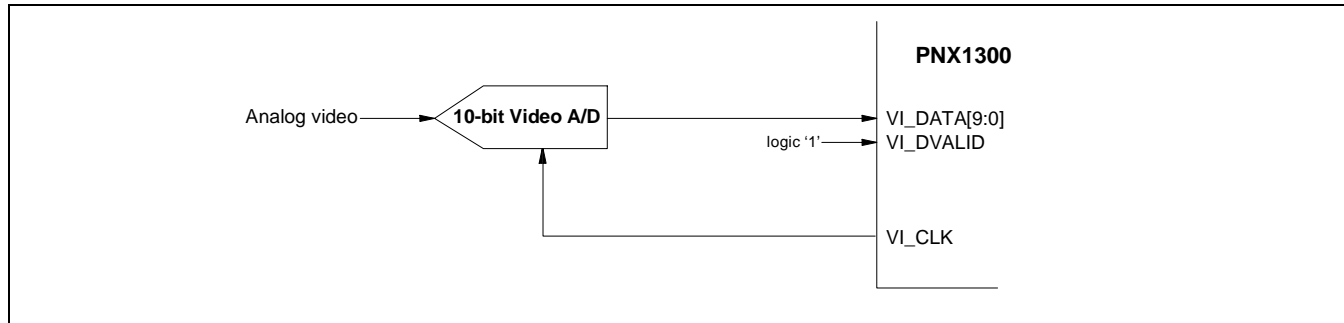 PNX1300
Analog video
10-bit Video A/D
VI_DATA[9:0]
logic ‘1’
VI_DVALID
VI_CLK